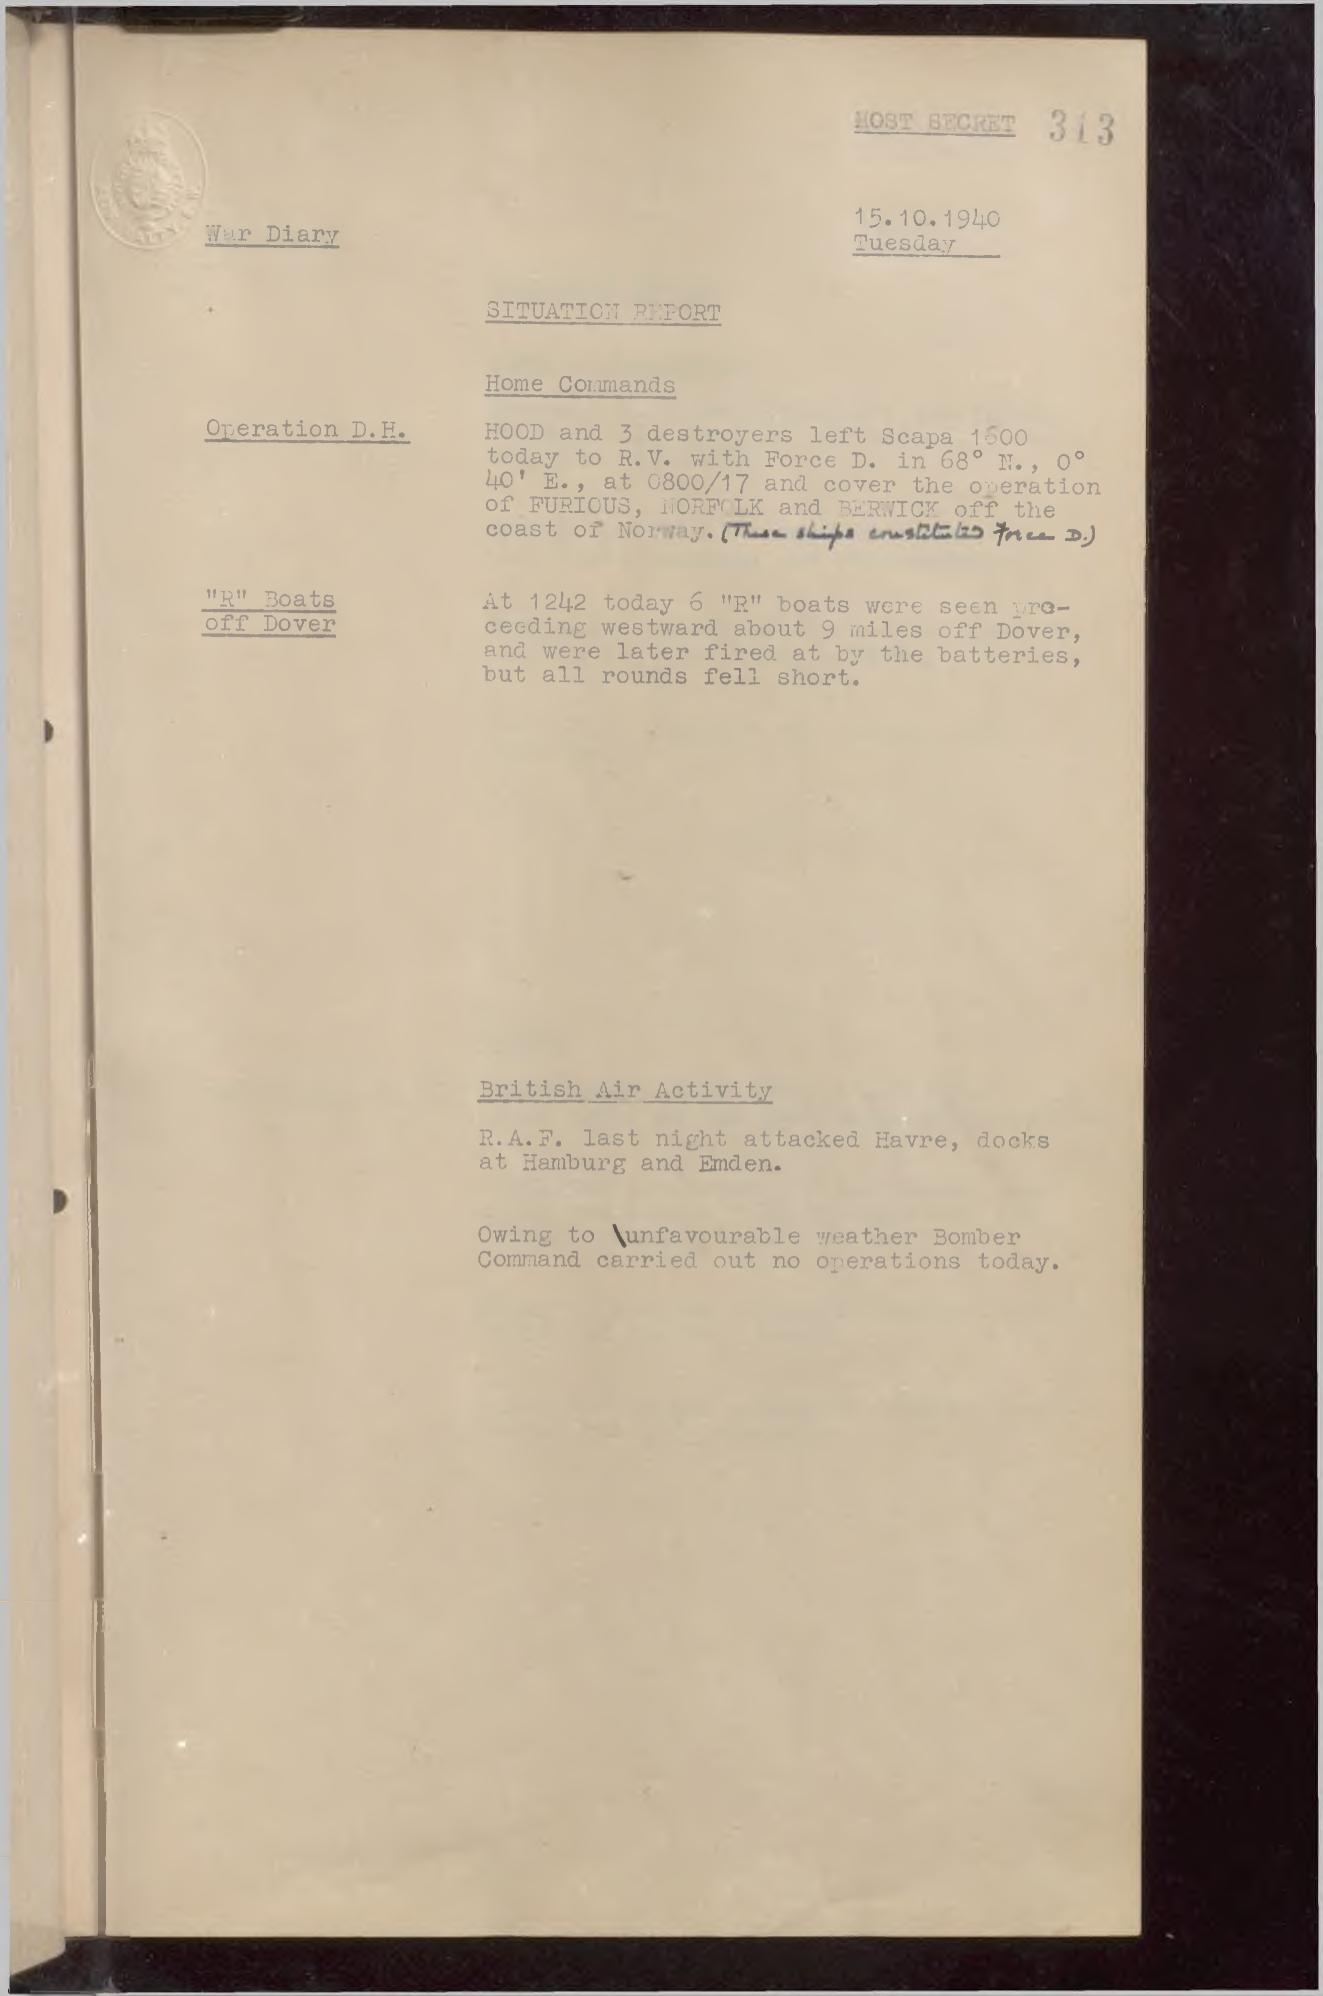 MOST SECRET 313
War Diary
15.10.1940
Tuesday
SITUATION REPORT
Home Commands
Operation D.H.
HOOD and 3 destroyers left Scapa 1600
today to R.V. with Force D. in 68° N., 0°
40' E., at 0800/17 and cover the operation
of FURIOUS, NORFOLK and BERWICK off the
coast of Norway. (These ships constituted Force D.)
"R" Boats
off Dover
At 1242 today 6 "R" boats were seen pro-
ceeding westward about 9 miles off Dover,
and were later fired at by the batteries,
but all rounds fell short.
British Air Activity
R.A.F. last night attacked Havre, docks
at Hamburg and Emden.
Owing to \unfavourable weather Bomber
Command carried out no operations today.